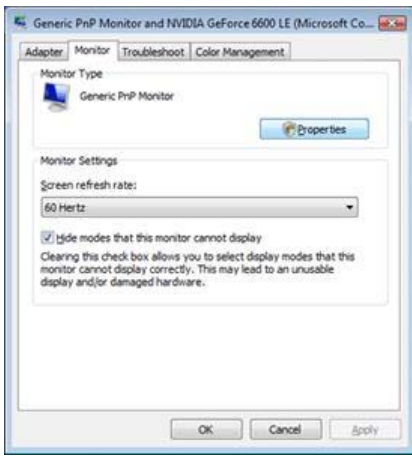 Generic PnP Monitor and NVIDIA GeForce 6600 LE (Microsoft Co...
Adapter Monitor Troubleshoot Color Management
Monitor Type
Generic PnP Monitor
Properties
Monitor Settings
Screen refresh rate:
60 Hertz
Hide modes that this monitor cannot display
Clearing this check box allows you to select display modes that this
monitor cannot display correctly. This may lead to an unusable
display and/or damaged hardware.
OK Cancel Apply